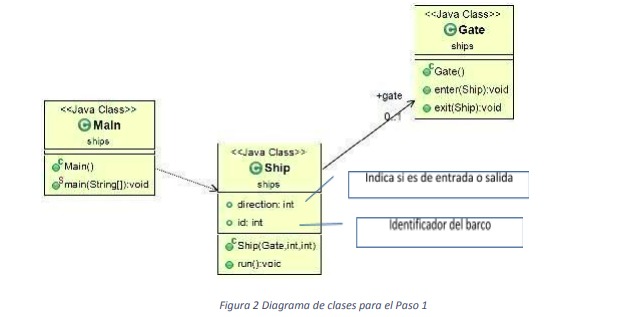 <<Java Class>>
Gate
ships
Gate()
enter(Ship):void
exit(Ship):void
+gate
0..1
<<Java Class>>
Main
ships
Main()
main(String[]):void
<<Java Class>>
Ship
ships
direction: int
id: int
Ship(Gate,int,int)
run():voic
Indica si es de entrada o salida
Identificador del barco
Figura 2 Diagrama de clases para el Paso 1